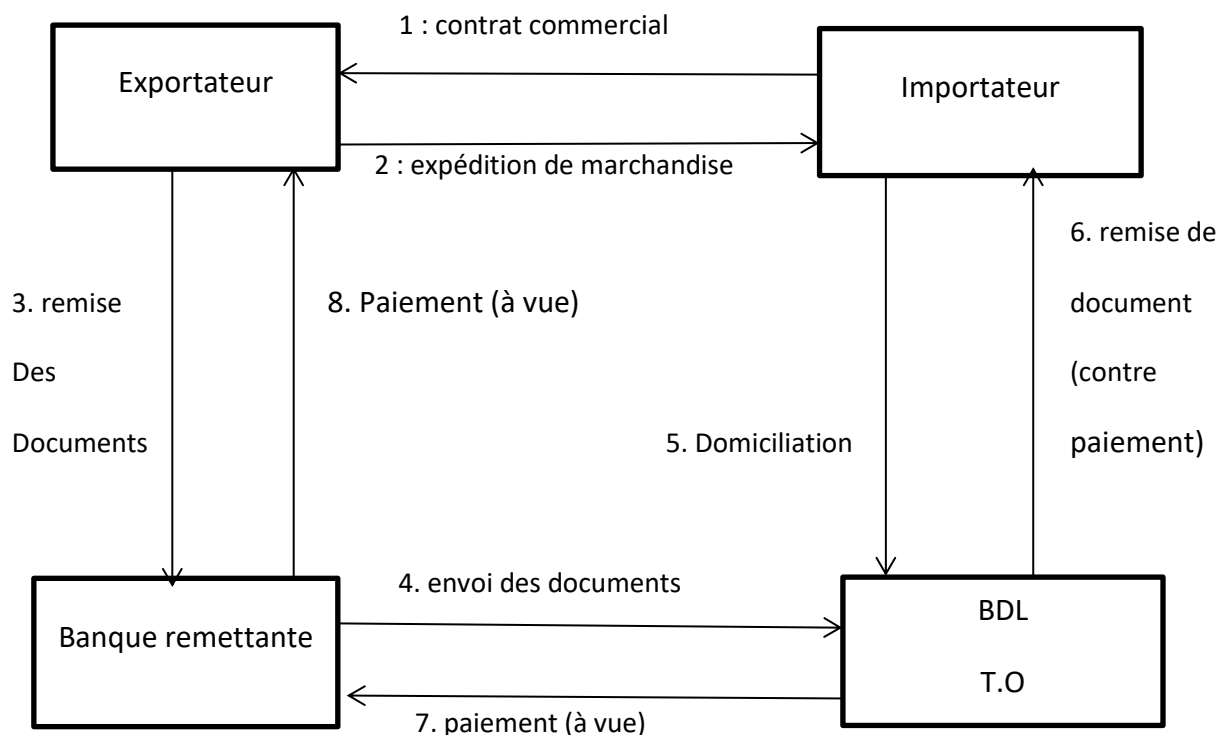 1 : contrat commercial
Exportateur
Importateur
2 : expédition de marchandise
3. remise
Des
Documents
8. Paiement (à vue)
5. Domiciliation
6. remise de
document
(contre
paiement)
4. envoi des documents
Banque remettante
BDL
T.O
7. paiement (à vue)